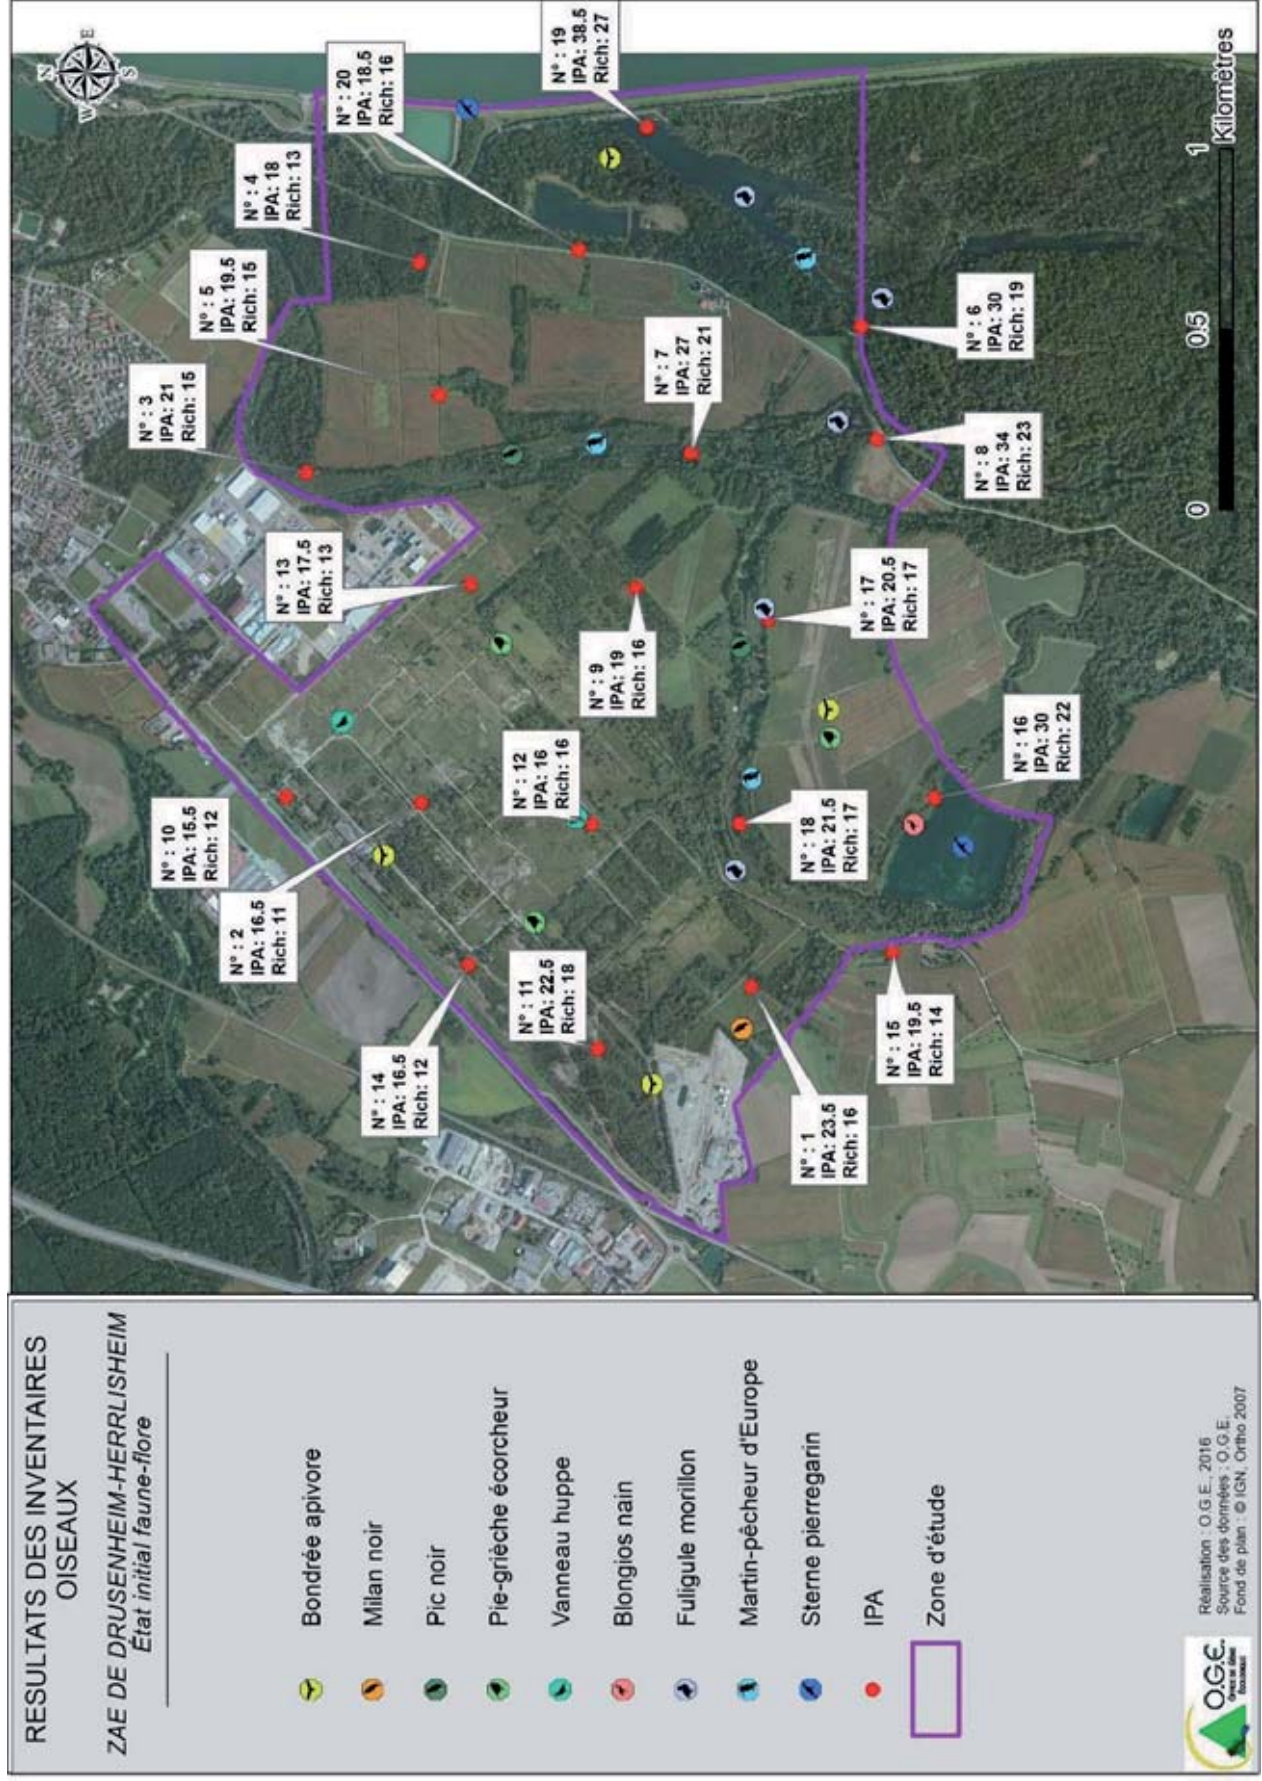 RESULTATS DES INVENTAIRES
OISEAUX
ZAE DE DRUSENHEIM-HERRLISHEIM
État initial faune-flore
Bondrée apivore
Milan noir
Pic noir
Pie-grièche écorcheur
Vanneau huppe
Blongios nain
Fuligule morillon
Martin-pêcheur d'Europe
Sterne pierregarin
IPA
Zone d'étude
O.G.E.
OFFICE DE GÉNIE
ÉCOLOGIQUE
Réalisation : O.G.E., 2016
Source des données : O.G.E.
Fond de plan : © IGN, Ortho 2007
N
E
S
W
N° : 14
IPA: 16.5
Rich: 12
N° : 2
IPA: 16.5
Rich: 11
N° : 10
IPA: 15.5
Rich: 12
N° : 3
IPA: 21
Rich: 15
N° : 5
IPA: 19.5
Rich: 15
N° : 4
IPA: 18
Rich: 13
N° : 20
IPA: 18.5
Rich: 16
N° : 19
IPA: 38.5
Rich: 27
N° : 13
IPA: 17.5
Rich: 13
N° : 11
IPA: 22.5
Rich: 18
N° : 12
IPA: 16
Rich: 16
N° : 9
IPA: 19
Rich: 16
N° : 7
IPA: 27
Rich: 21
N° : 1
IPA: 23.5
Rich: 16
N° : 15
IPA: 19.5
Rich: 14
N° : 18
IPA: 21.5
Rich: 17
N° : 16
IPA: 30
Rich: 22
N° : 17
IPA: 20.5
Rich: 17
N° : 8
IPA: 34
Rich: 23
N° : 6
IPA: 30
Rich: 19
0
0.5
1
Kilomètres